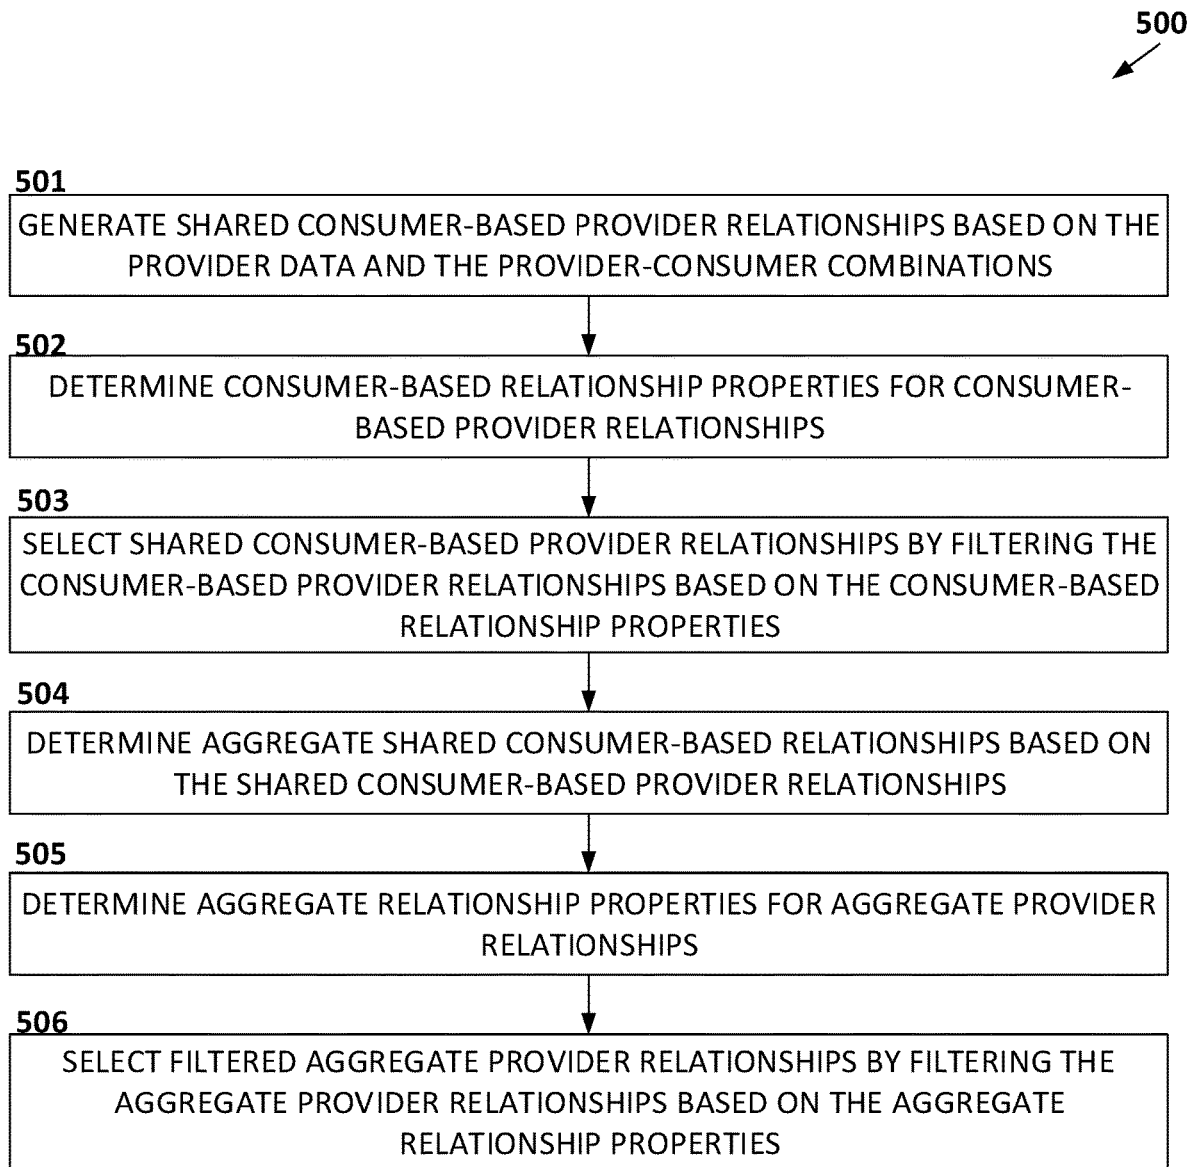 500
501
GENERATE SHARED CONSUMER-BASED PROVIDER RELATIONSHIPS BASED ON THE
PROVIDER DATA AND THE PROVIDER-CONSUMER COMBINATIONS
502
DETERMINE CONSUMER-BASED RELATIONSHIP PROPERTIES FOR CONSUMER-
BASED PROVIDER RELATIONSHIPS
503
SELECT SHARED CONSUMER-BASED PROVIDER RELATIONSHIPS BY FILTERING THE
CONSUMER-BASED PROVIDER RELATIONSHIPS BASED ON THE CONSUMER-BASED
RELATIONSHIP PROPERTIES
504
DETERMINE AGGREGATE SHARED CONSUMER-BASED RELATIONSHIPS BASED ON
THE SHARED CONSUMER-BASED PROVIDER RELATIONSHIPS
505
DETERMINE AGGREGATE RELATIONSHIP PROPERTIES FOR AGGREGATE PROVIDER
RELATIONSHIPS
506
SELECT FILTERED AGGREGATE PROVIDER RELATIONSHIPS BY FILTERING THE
AGGREGATE PROVIDER RELATIONSHIPS BASED ON THE AGGREGATE
RELATIONSHIP PROPERTIES